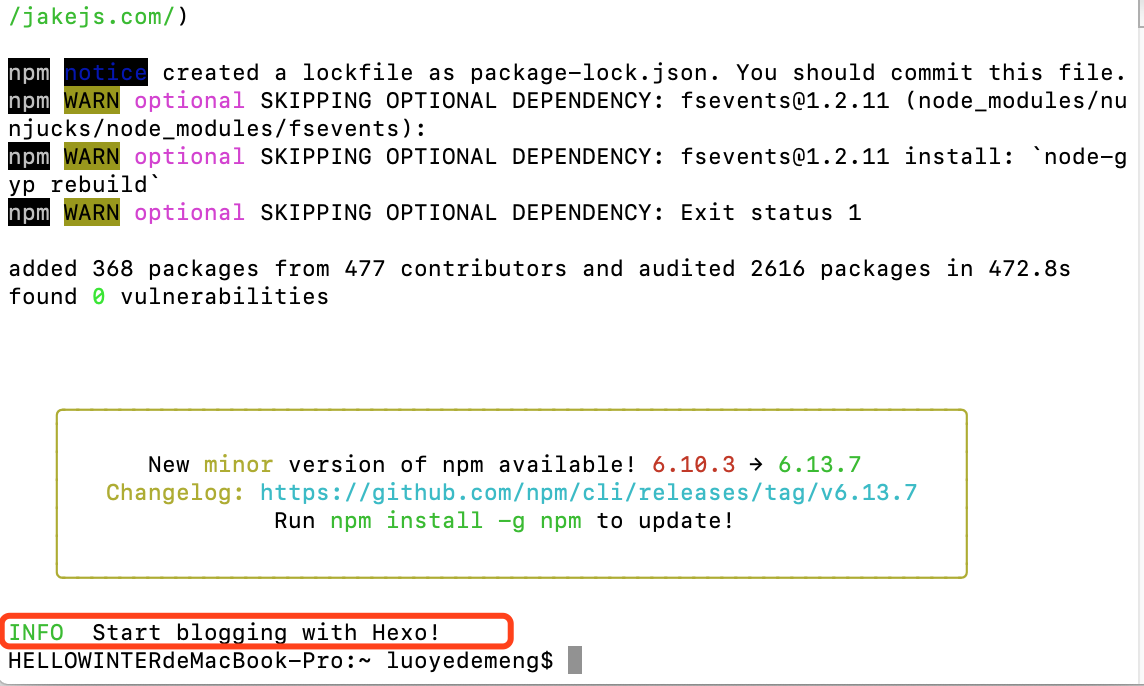 /jakejs.com/)
npm notice created a lockfile as package-lock.json. You should commit this file.
npm WARN optional SKIPPING OPTIONAL DEPENDENCY: fsevents@1.2.11 (node_modules/nu
njucks/node_modules/fsevents):
npm WARN optional SKIPPING OPTIONAL DEPENDENCY: fsevents@1.2.11 install: `node-g
yp rebuild`
npm WARN optional SKIPPING OPTIONAL DEPENDENCY: Exit status 1
added 368 packages from 477 contributors and audited 2616 packages in 472.8s
found 0 vulnerabilities
New minor version of npm available! 6.10.3 → 6.13.7
Changelog: https://github.com/npm/cli/releases/tag/v6.13.7
Run npm install -g npm to update!
INFO  Start blogging with Hexo!
HELLOWINTERdeMacBook-Pro:~ luoyedemeng$